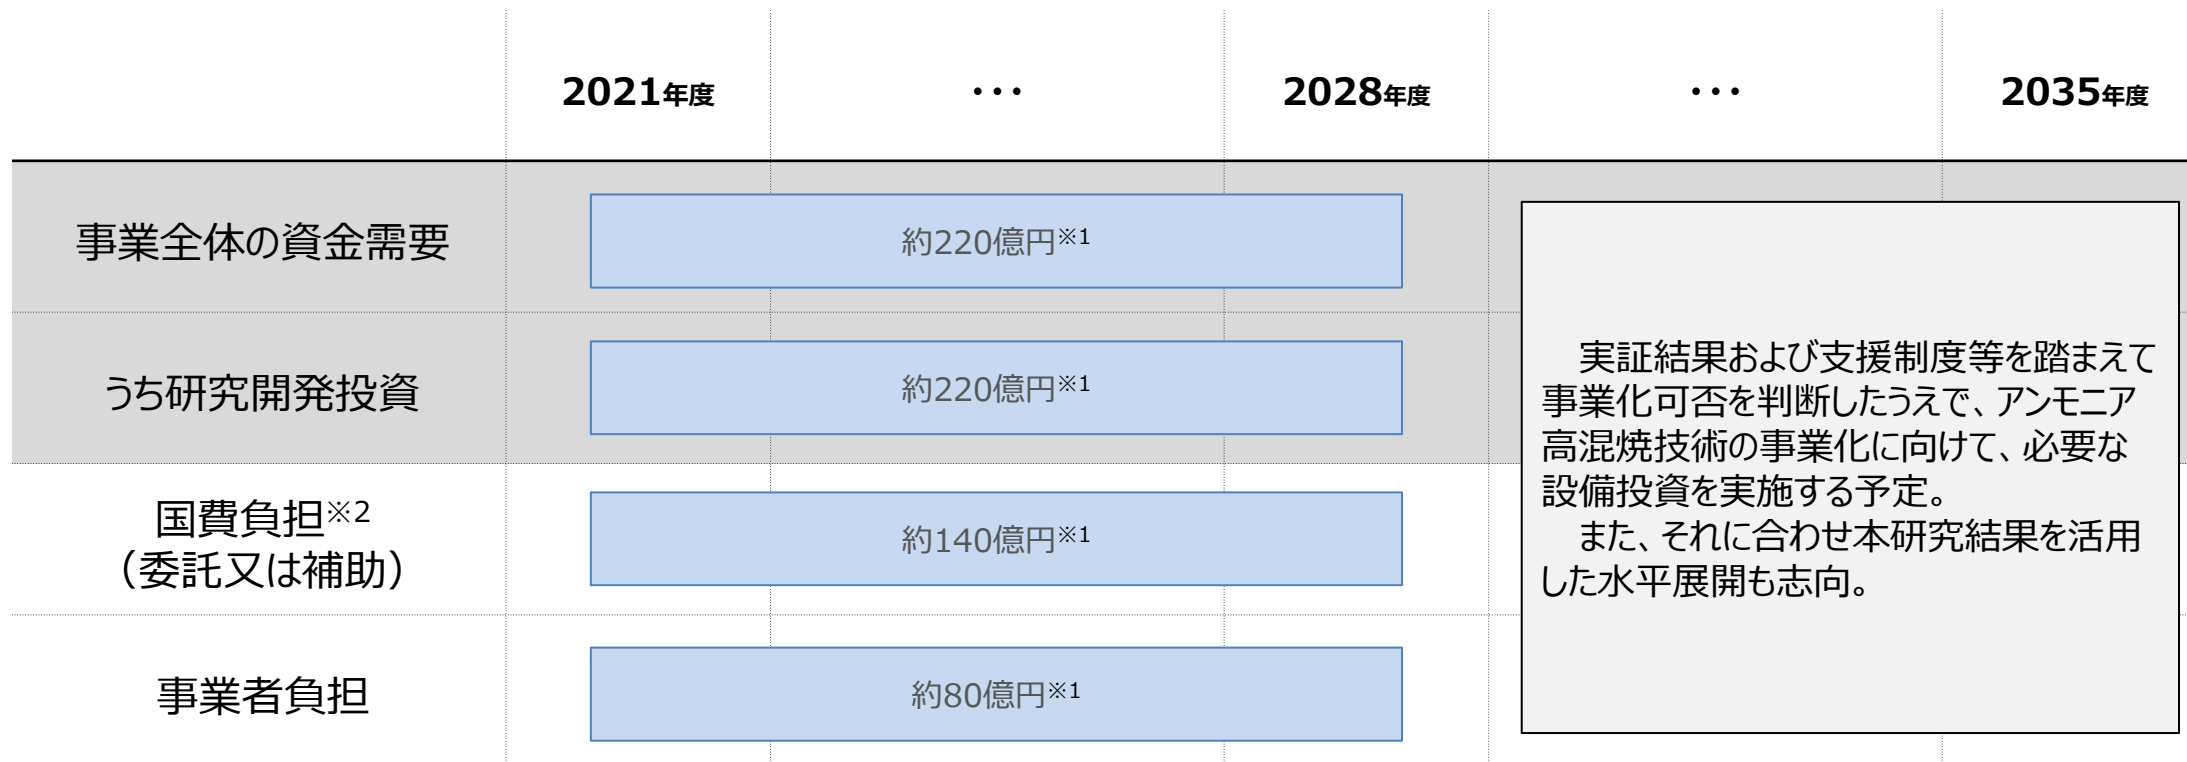 2021年度 ・・・ 2028年度 ・・・ 2035年度
事業全体の資金需要
約220億円※1
うち研究開発投資
約220億円※1
国費負担※2
（委託又は補助）
約140億円※1
事業者負担
約80億円※1
実証結果および支援制度等を踏まえて
事業化可否を判断したうえで、アンモニア
高混焼技術の事業化に向けて、必要な
設備投資を実施する予定。
また、それに合わせ本研究結果を活用
した水平展開も志向。